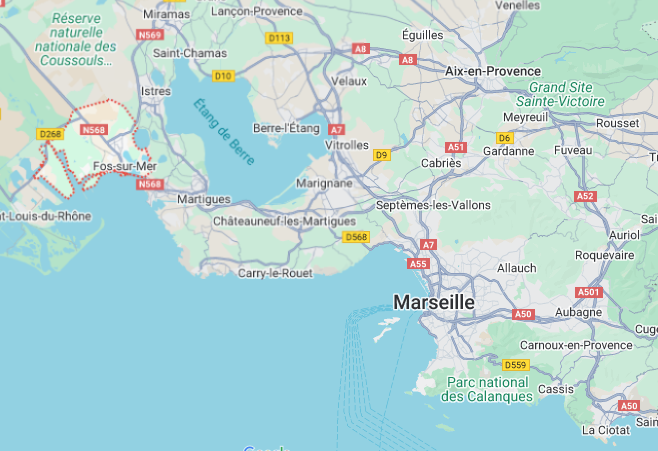 Venelles
Réserve
naturelle
nationale des
Coussouls...
Miramas
Lançon-Provence
Éguilles
N569
D113
A8
A8
Saint-Chamas
D10
Velaux
Aix-en-Provence
Istres
Étang de Berre
Grand Site
Sainte-Victoire
Meyreuil
Rousset
N568
D268
Berre-l'Étang
A7
Vitrolles
D9
A51
D6
Gardanne
Fuveau
Cabriès
Fos-sur-Mer
N568
Marignane
Martigues
Septèmes-les-Vallons
A52
nt-Louis-du-Rhône
Châteauneuf-les-Martigues
Sai
D568
A7
Auriol
A55
Roquevaire
Carry-le-Rouet
Allauch
A501
Marseille
A50
Aubagne
Cuge
Carnoux-en-Provence
D559
Parc national
des Calanques
Cassis
A50
Sain
La Ciotat